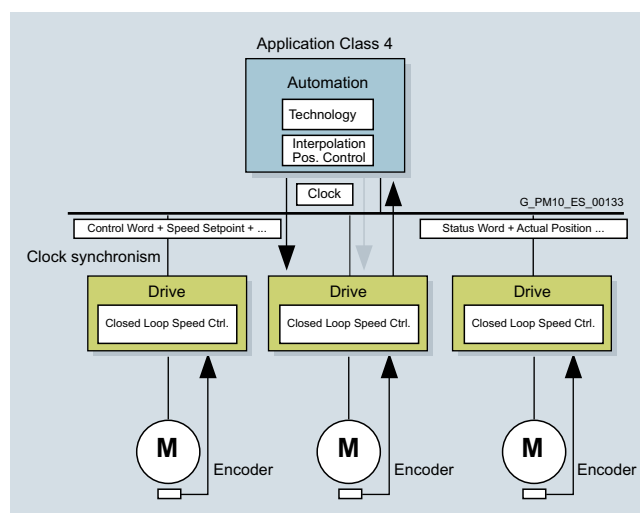 Application Class 4
Automation
Technology
Interpolation
Pos. Control
Clock
G_PM10_ES_00133
Control Word + Speed Setpoint + ...
Status Word + Actual Position ...
Clock synchronism
Drive
Drive
Drive
Closed Loop Speed Ctrl.
Closed Loop Speed Ctrl.
Closed Loop Speed Ctrl.
M
M
M
Encoder
Encoder
Encoder